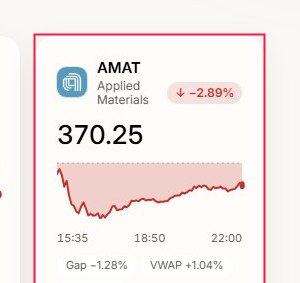 AMAT
Applied
Materials
↓ −2.89%
370.25
15:35 18:50 22:00
Gap −1.28% VWAP +1.04%